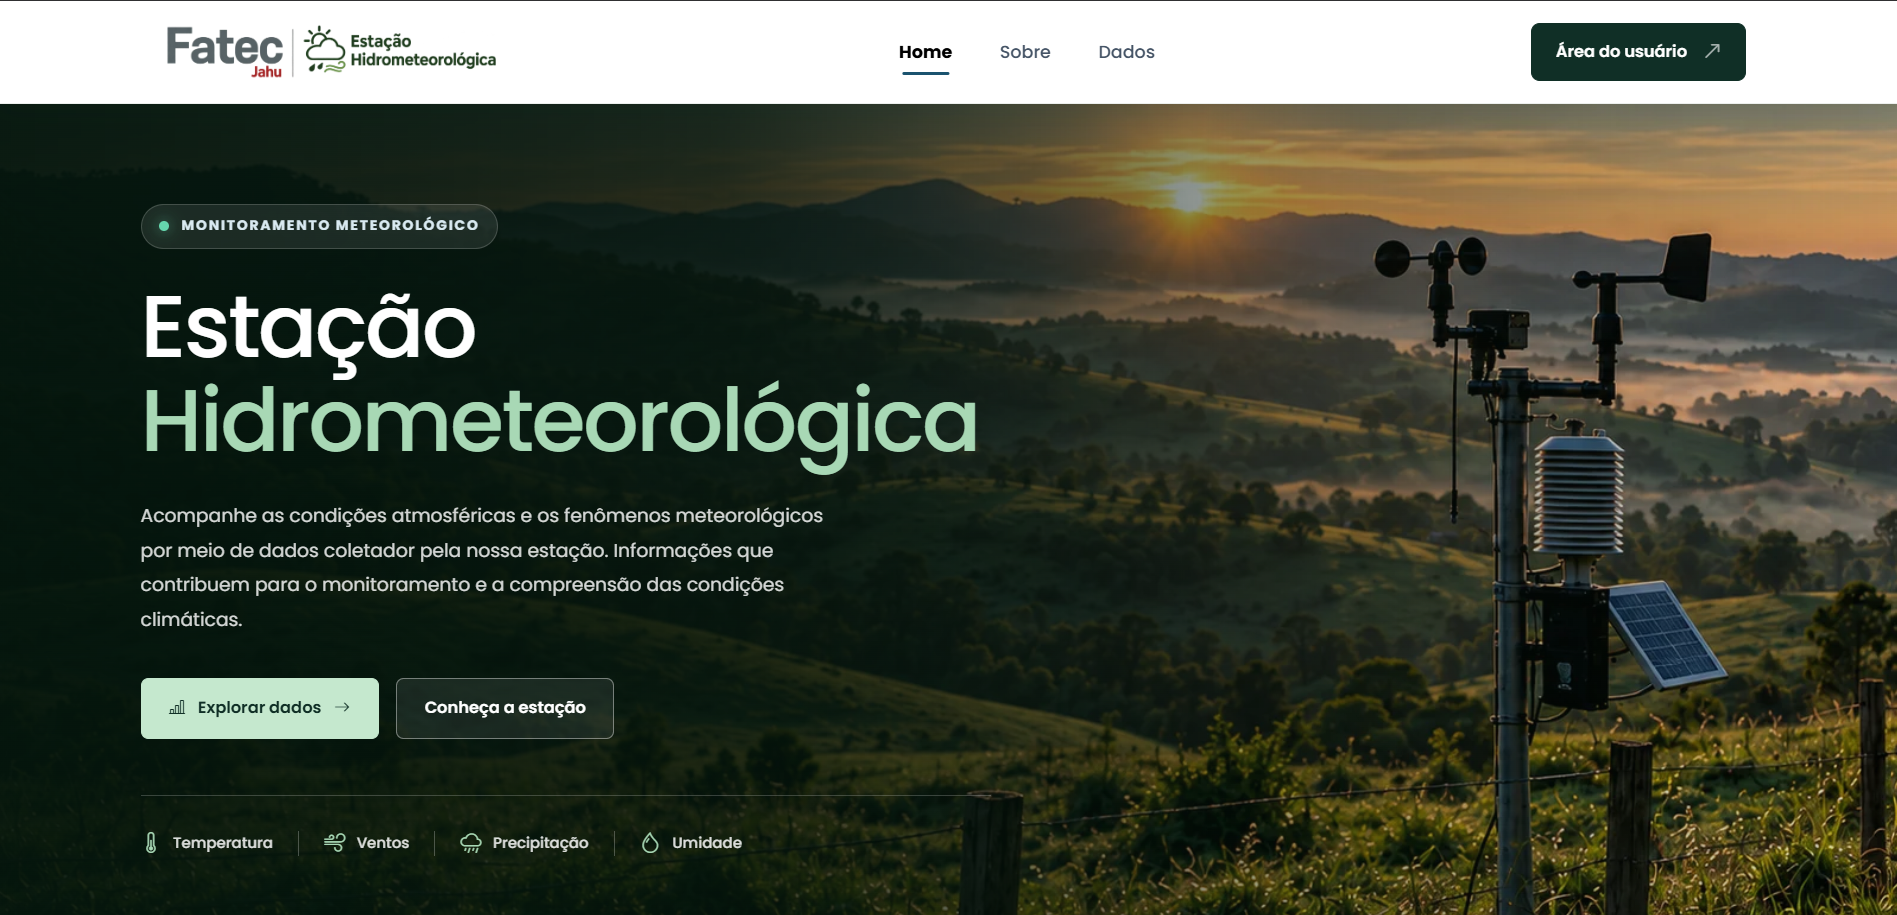 Fatec
Jahu
Estação
Hidrometeorológica
Home
Sobre
Dados
Área do usuário
MONITORAMENTO METEOROLÓGICO
Estação
Hidrometeorológica
Acompanhe as condições atmosféricas e os fenômenos meteorológicos
por meio de dados coletador pela nossa estação. Informações que
contribuem para o monitoramento e a compreensão das condições
climáticas.
Explorar dados
Conheça a estação
Temperatura
Ventos
Precipitação
Umidade